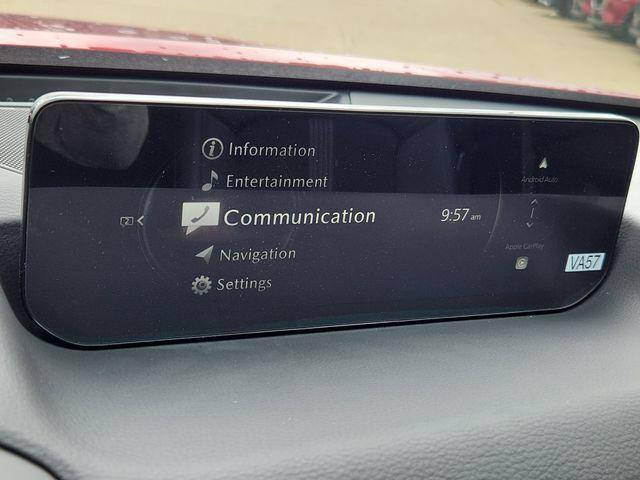 Information
Entertainment
Communication
9:57 am
Navigation
Settings
Android Auto
Apple CarPlay
VA57